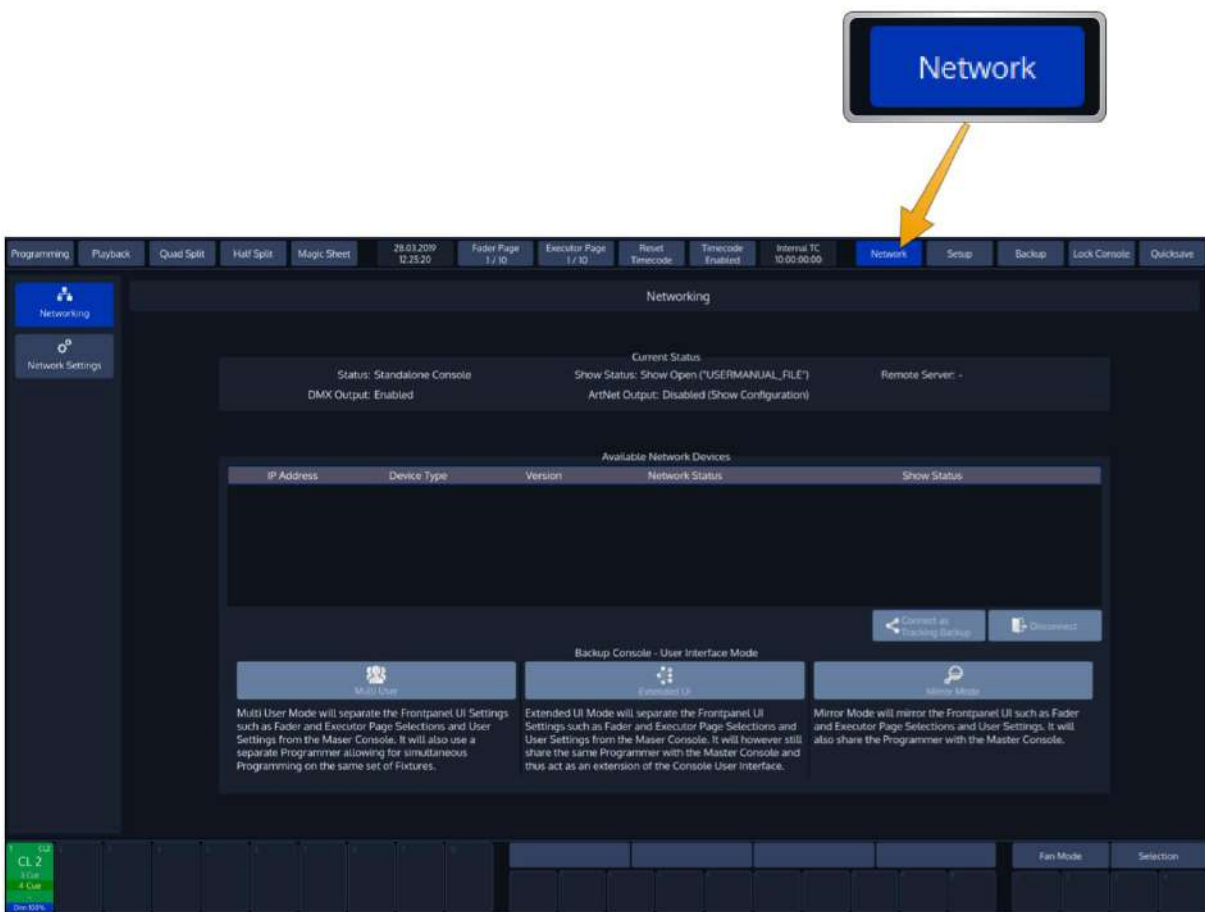 Network
Programming
Playback
Quad Split
Half Split
Magic Sheet
28.03.2019
12:25:20
Fader Page
1 / 10
Executor Page
1 / 10
Reset
Timecode
Timecode
Enabled
Internal TC
10:00:00:00
Network
Setup
Backup
Lock Console
Quicksave
Networking
Network Settings
Networking
Current Status
Status: Standalone Console
Show Status: Show Open ("USERMANUAL_FILE")
Remote Server: -
DMX Output: Enabled
ArtNet Output: Disabled (Show Configuration)
Available Network Devices
IP Address
Device Type
Version
Network Status
Show Status
Connect as
Tracking Backup
Disconnect
Backup Console - User Interface Mode
Multi User
Extended UI
Mirror Mode
Multi User Mode will separate the Frontpanel UI Settings
such as Fader and Executor Page Selections and User
Settings from the Maser Console. It will also use a
separate Programmer allowing for simultaneous
Programming on the same set of Fixtures.
Extended UI Mode will separate the Frontpanel UI
Settings such as Fader and Executor Page Selections and
User Settings from the Maser Console. It will however still
share the same Programmer with the Master Console and
thus act as an extension of the Console User Interface.
Mirror Mode will mirror the Frontpanel UI such as Fader
and Executor Page Selections and User Settings. It will
also share the Programmer with the Master Console.
1 CL2
CL 2
3 Cue
4 Cue
Dim 100%
Fan Mode
Selection